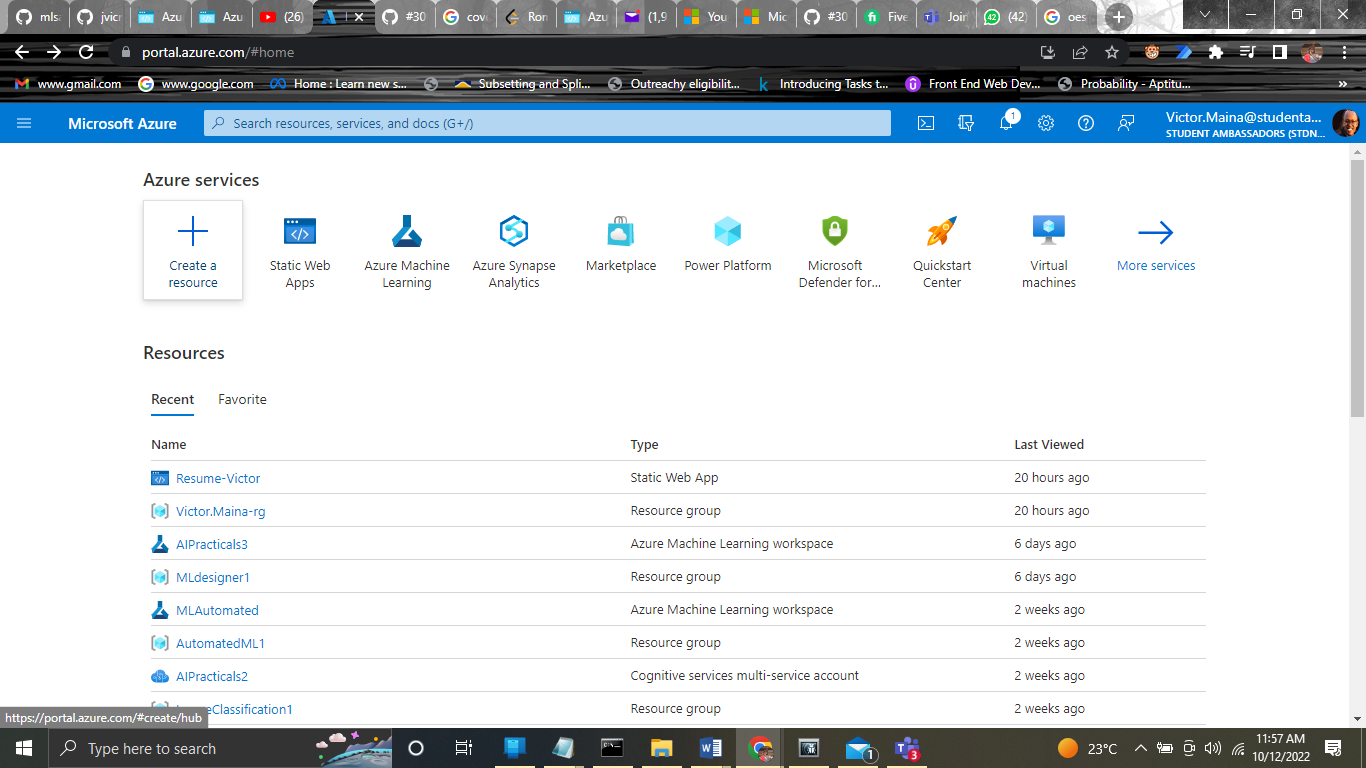 mls
jvic
Azu
Azu
(26)
#30
cov
Ron
Azu
(1,9
You
Mic
#30
Five
Join
(42)
oes
portal.azure.com/#home
www.gmail.com
www.google.com
Home : Learn new s...
Subsetting and Spli...
Outreachy eligibilit...
Introducing Tasks t...
Front End Web Dev...
Probability - Aptitu...
»
Microsoft Azure
Search resources, services, and docs (G+/)
1
Victor.Maina@studenta...
STUDENT AMBASSADORS (STDN...
Azure services
Create a
resource
Static Web
Apps
Azure Machine
Learning
Azure Synapse
Analytics
Marketplace
Power Platform
Microsoft
Defender for...
Quickstart
Center
Virtual
machines
More services
Resources
Recent Favorite
Name Type Last Viewed
Resume-Victor Static Web App 20 hours ago
Victor.Maina-rg Resource group 20 hours ago
AIPracticals3 Azure Machine Learning workspace 6 days ago
MLdesigner1 Resource group 6 days ago
MLAutomated Azure Machine Learning workspace 2 weeks ago
AutomatedML1 Resource group 2 weeks ago
AIPracticals2 Cognitive services multi-service account 2 weeks ago
eClassification1 Resource group 2 weeks ago
https://portal.azure.com/#create/hub
Type here to search
1
3
23°C
11:57 AM
10/12/2022